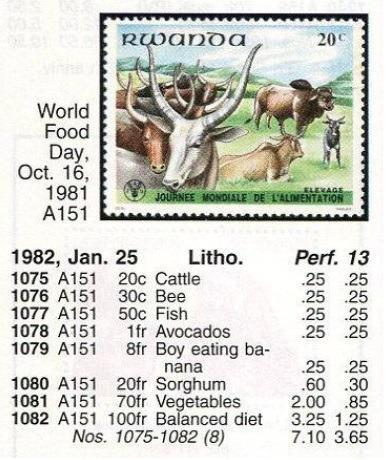 RWANDA 20c
World
Food
Day,
Oct. 16,
1981
A151
ELEVAGE
JOURNEE MONDIALE DE L'ALIMENTATION
1982, Jan. 25 Litho. Perf. 13
1075 A151 20c Cattle .25 .25
1076 A151 30c Bee .25 .25
1077 A151 50c Fish .25 .25
1078 A151 1fr Avocados .25 .25
1079 A151 8fr Boy eating ba-
nana .25 .25
1080 A151 20fr Sorghum .60 .30
1081 A151 70fr Vegetables 2.00 .85
1082 A151 100fr Balanced diet 3.25 1.25
Nos. 1075-1082 (8) 7.10 3.65